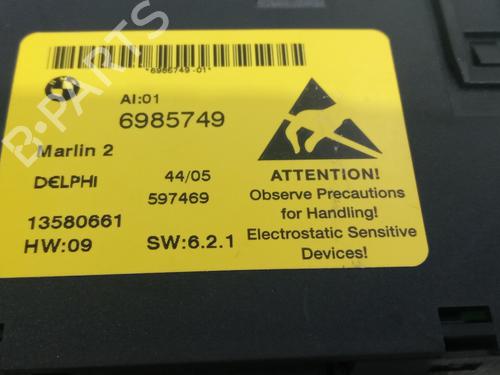 *6985749-01*
AI:01
6985749
Marlin 2
DELPHI
44/05
597469
13580661
HW:09
SW:6.2.1
ATTENTION!
Observe Precautions
for Handling!
Electrostatic Sensitive
Devices!
B-PARTS